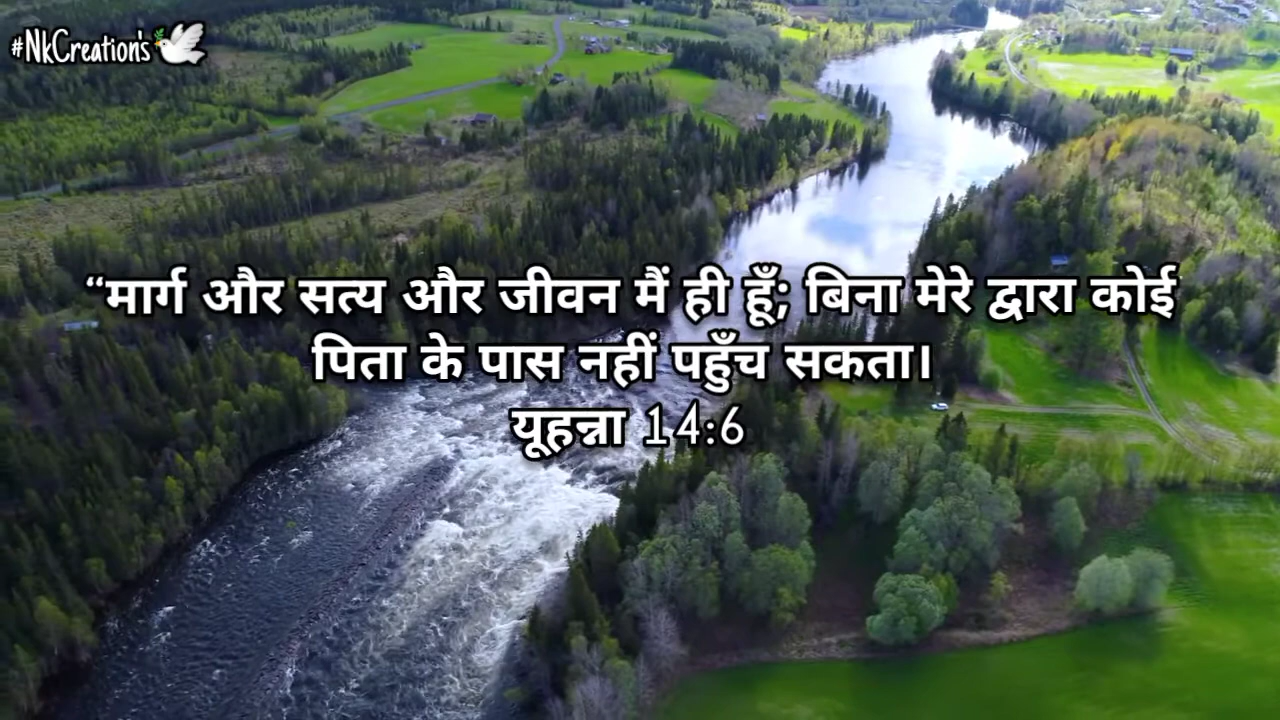 #NkCreation's
“मार्ग और सत्य और जीवन मैं ही हूँ; बिना मेरे द्वारा कोई
पिता के पास नहीं पहुँच सकता।
यूहन्ना 14:6